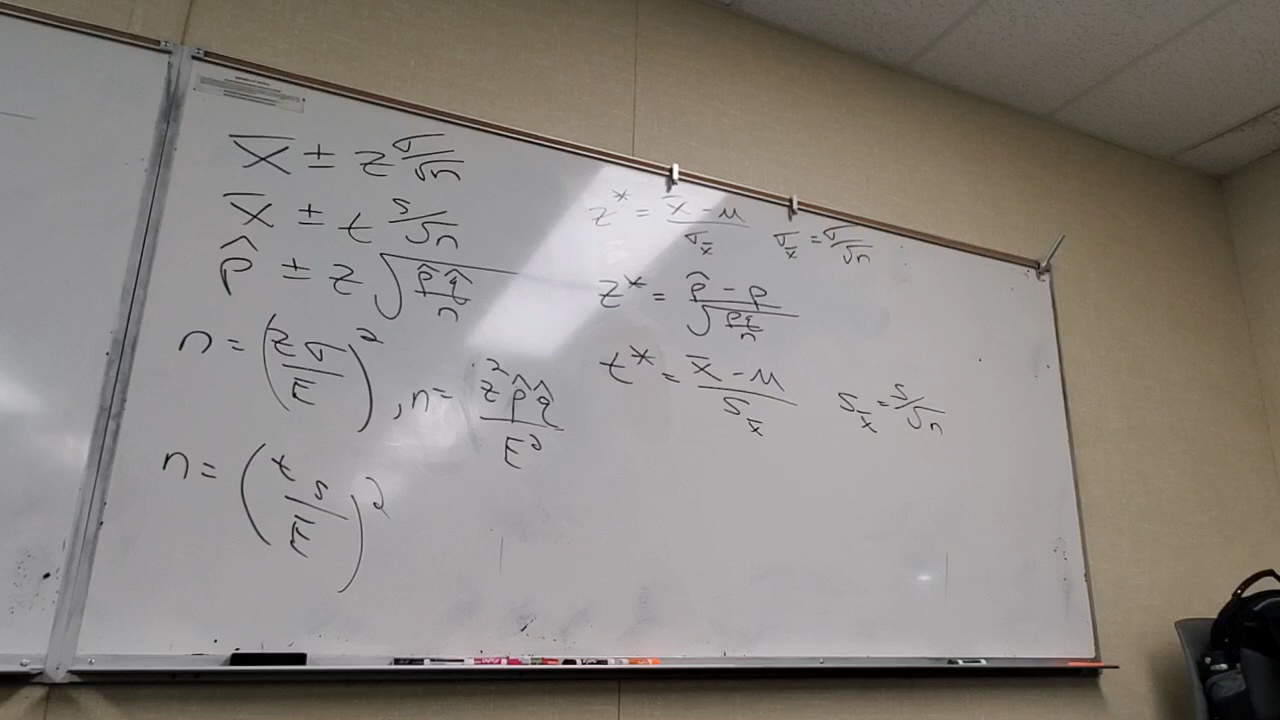 x̄ ± z σ/√n
x̄ ± t s/√n
p̂ ± z √(p̂q̂/n)
n = (zσ/E)² , n = z²p̂q̂/E²
n = (t s/E)²
z* = (x̄ - μ)/σx̄   σx̄ = σ/√n
z* = (p̂ - p)/√(pq/n)
t* = (x̄ - μ)/sx̄   sx̄ = s/√n